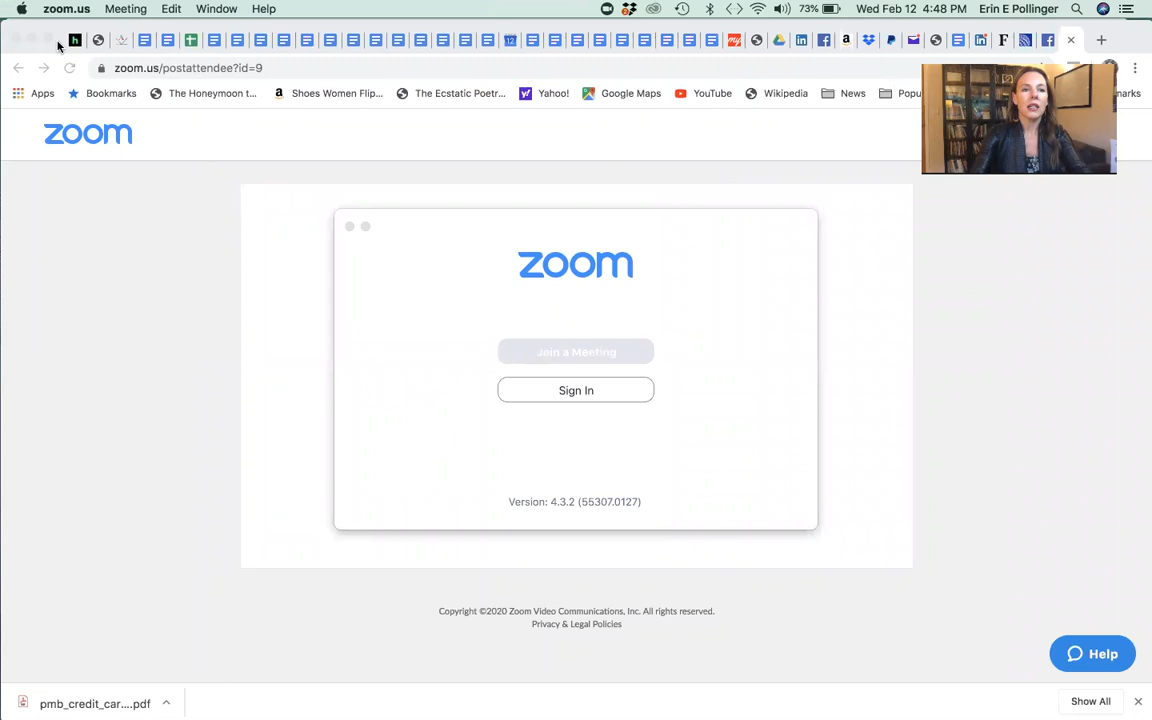 zoom.us Meeting Edit Window Help 73% Wed Feb 12 4:48 PM Erin E Pollinger
zoom.us/postattendee?id=9
Apps Bookmarks The Honeymoon t... Shoes Worn Flip... The Ecstatic Poetr... Yahoo! Google Maps YouTube Wikipedia News Popu marks
zoom
zoom
Join a Meeting
Sign In
Version: 4.3.2 (55307.0127)
Copyright ©2020 Zoom Video Communications, Inc. All rights reserved.
Privacy & Legal Policies
Help
pmb_credit_car....pdf Show All